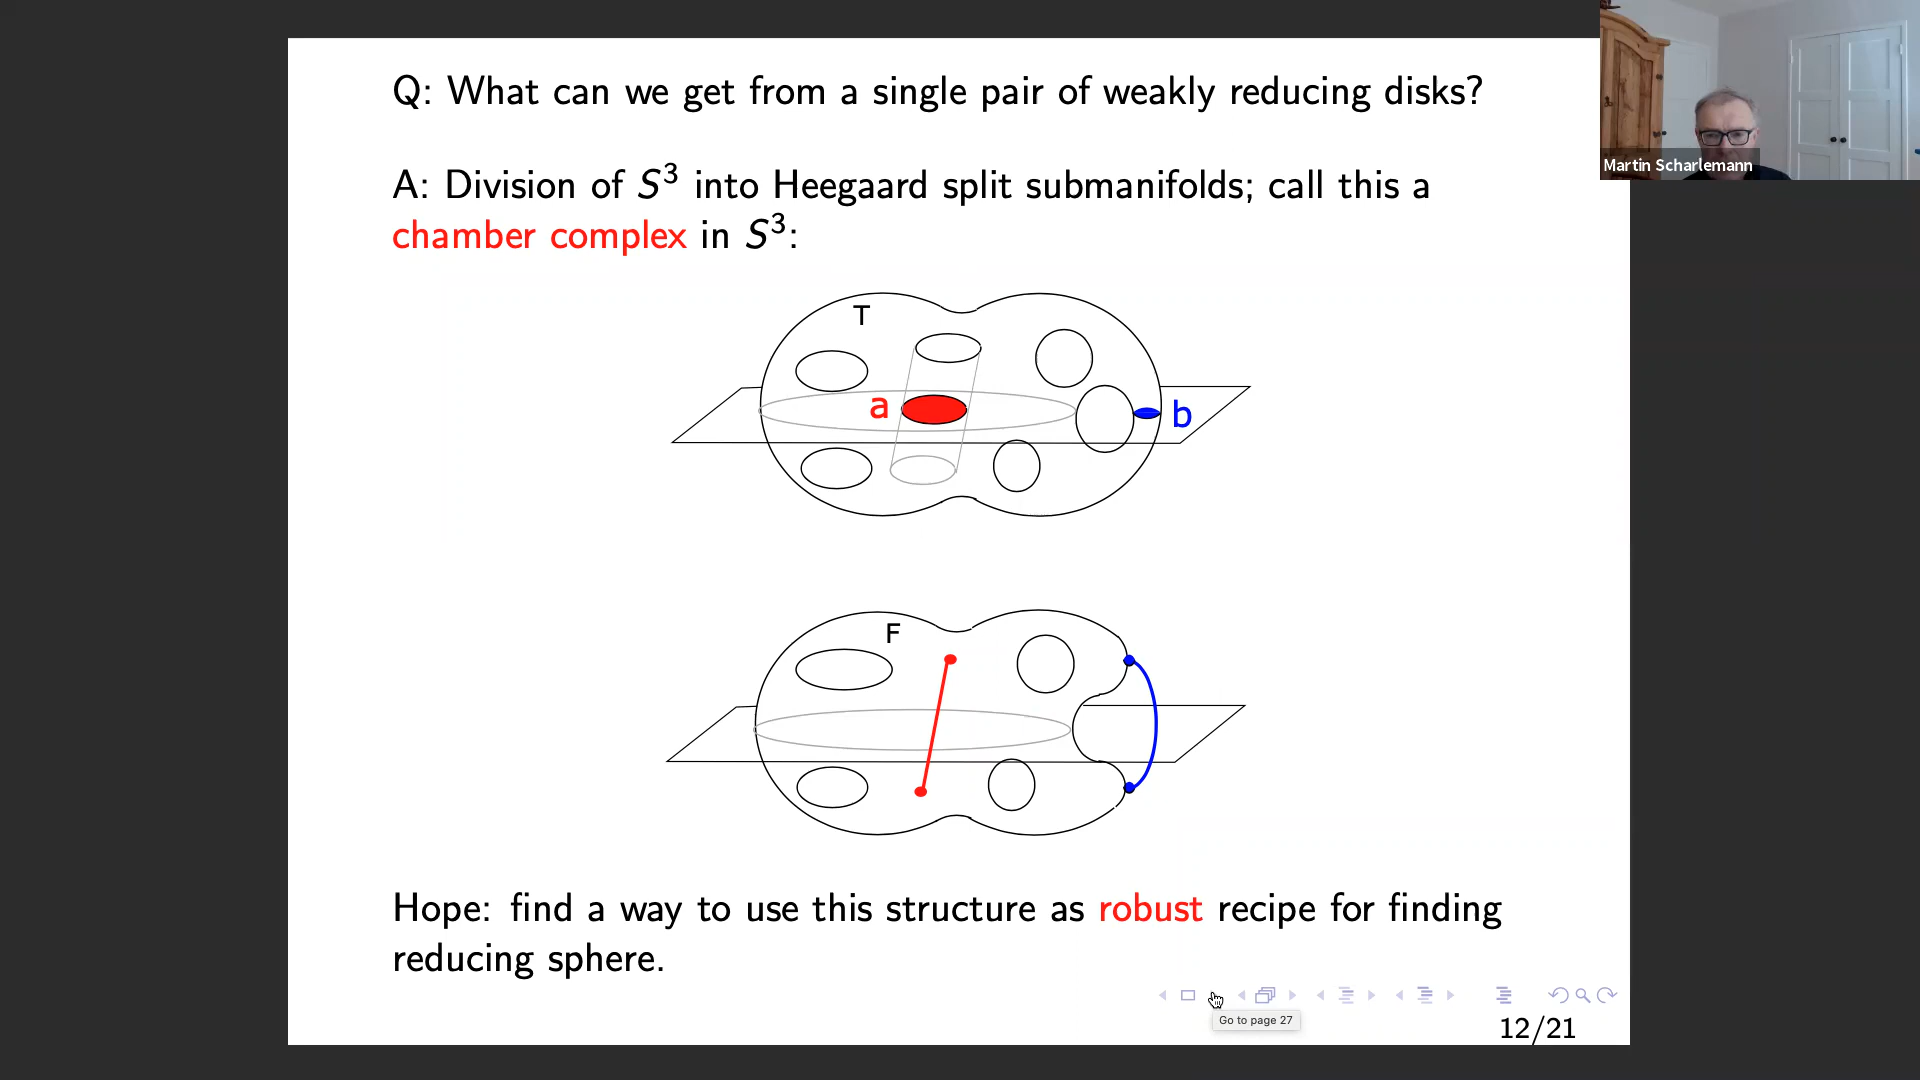 Q: What can we get from a single pair of weakly reducing disks?
Martin Scharlemann
A: Division of S³ into Heegaard split submanifolds; call this a
chamber complex in S³:
T
a
b
F
Hope: find a way to use this structure as robust recipe for finding
reducing sphere.
Go to page 27
12/21